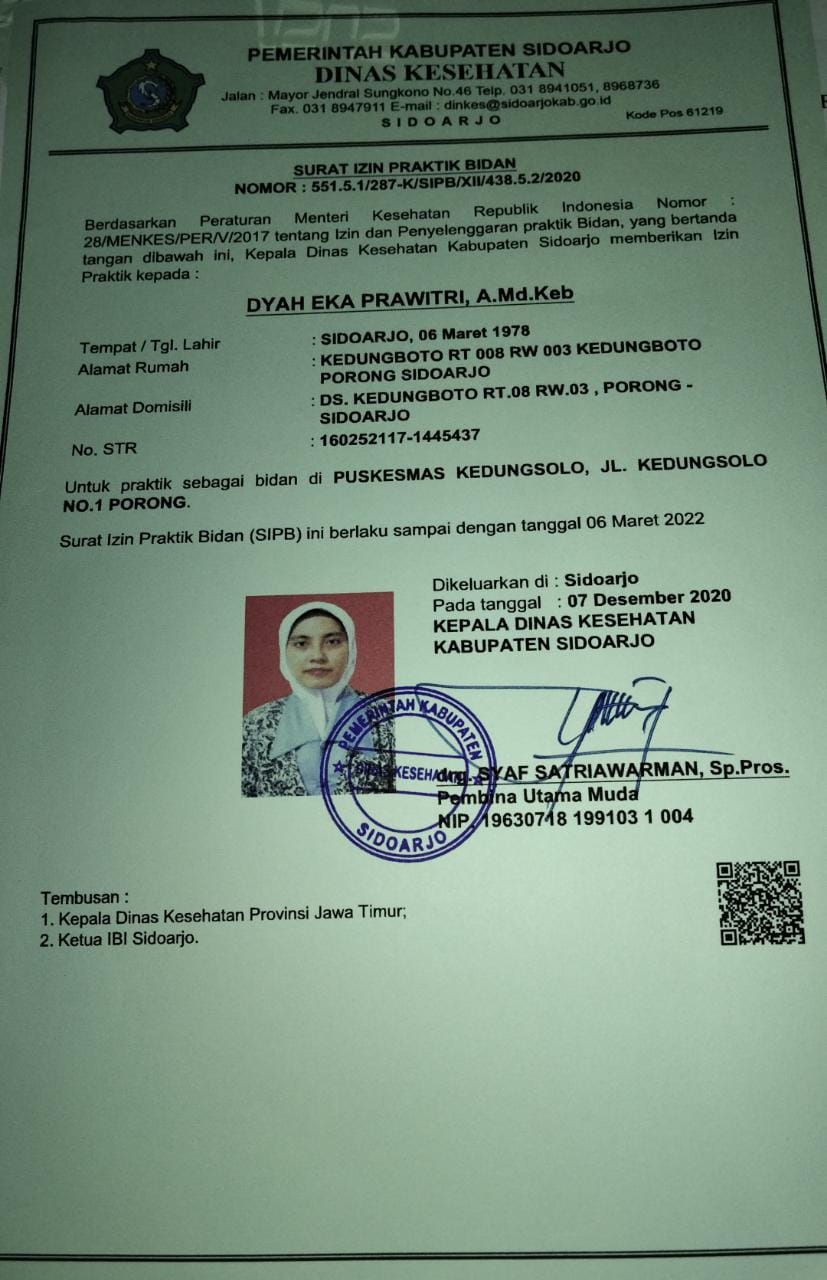 PEMERINTAH KABUPATEN SIDOARJO
DINAS KESEHATAN
Jalan : Mayor Jendral Sungkono No.46 Telp. 031 8941051, 8968736
Fax. 031 8947911 E-mail : dinkes@sidoarjokab.go.id
SIDOARJO
Kode Pos 61219
SURAT IZIN PRAKTIK BIDAN
NOMOR : 551.5.1/287-K/SIPB/XII/438.5.2/2020
Berdasarkan Peraturan Menteri Kesehatan Republik Indonesia Nomor :
28/MENKES/PER/V/2017 tentang Izin dan Penyelenggaran praktik Bidan, yang bertanda
tangan dibawah ini, Kepala Dinas Kesehatan Kabupaten Sidoarjo memberikan Izin
Praktik kepada :
DYAH EKA PRAWITRI, A.Md.Keb
Tempat / Tgl. Lahir : SIDOARJO, 06 Maret 1978
Alamat Rumah : KEDUNGBOTO RT 008 RW 003 KEDUNGBOTO
PORONG SIDOARJO
Alamat Domisili : DS. KEDUNGBOTO RT.08 RW.03 , PORONG -
SIDOARJO
No. STR : 160252117-1445437
Untuk praktik sebagai bidan di PUSKESMAS KEDUNGSOLO, JL. KEDUNGSOLO
NO.1 PORONG.
Surat Izin Praktik Bidan (SIPB) ini berlaku sampai dengan tanggal 06 Maret 2022
Dikeluarkan di : Sidoarjo
Pada tanggal : 07 Desember 2020
KEPALA DINAS KESEHATAN
KABUPATEN SIDOARJO
PEMERINTAH KABUPATEN
DINAS KESEHATAN
SIDOARJO
drg. SYAF SATRIAWARMAN, Sp.Pros.
Pembina Utama Muda
NIP. 19630718 199103 1 004
Tembusan :
1. Kepala Dinas Kesehatan Provinsi Jawa Timur;
2. Ketua IBI Sidoarjo.